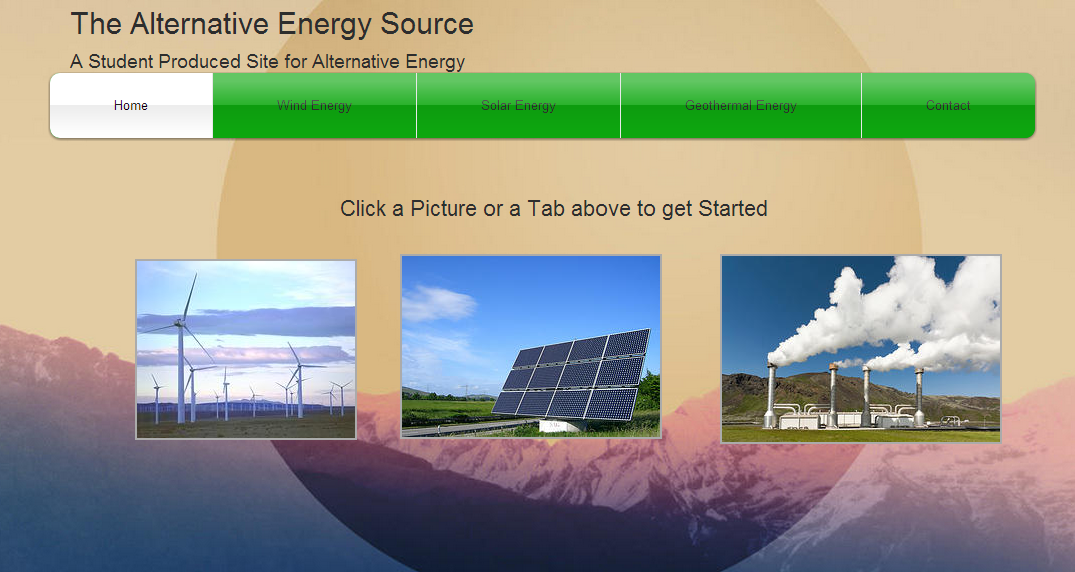 The Alternative Energy Source
A Student Produced Site for Alternative Energy
Home Wind Energy Solar Energy Geothermal Energy Contact
Click a Picture or a Tab above to get Started